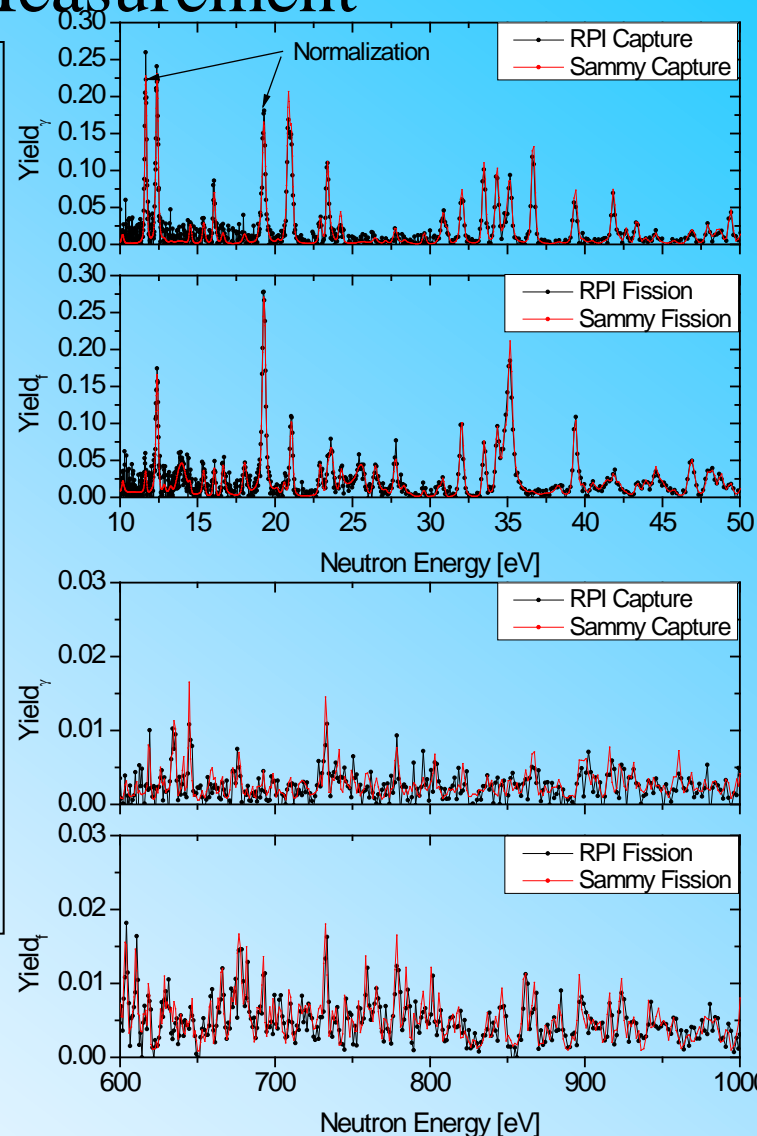 Measurement
0.30
0.25
0.20
0.15
0.10
0.05
0.00
Yieldγ
Normalization
RPI Capture
Sammy Capture
0.30
0.25
0.20
0.15
0.10
0.05
0.00
Yieldf
RPI Fission
Sammy Fission
10 15 20 25 30 35 40 45 50
Neutron Energy [eV]
0.03
0.02
0.01
0.00
Yieldγ
RPI Capture
Sammy Capture
0.03
0.02
0.01
0.00
Yieldf
RPI Fission
Sammy Fission
600 700 800 900 1000
Neutron Energy [eV]